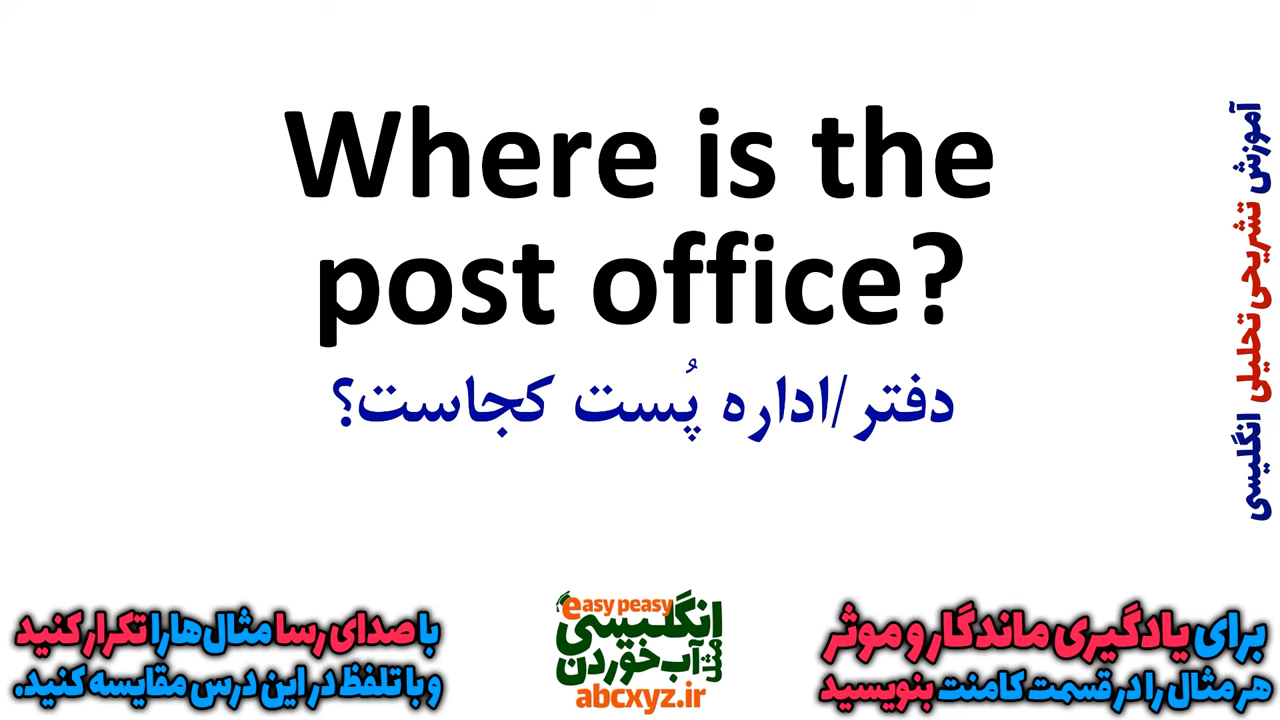 Where is the
post office?
دفتر/اداره پُست کجاست؟
آموزش تشریحی تحلیلی انگلیسی
برای یادگیری ماندگار و موثر
هر مثال را در قسمت کامنت بنویسید
easy peasy
انگلیسی
مثل آب خوردن
abcxyz.ir
با صدای رسا مثال‌ها را تکرار کنید
و با تلفظ در این درس مقایسه کنید.